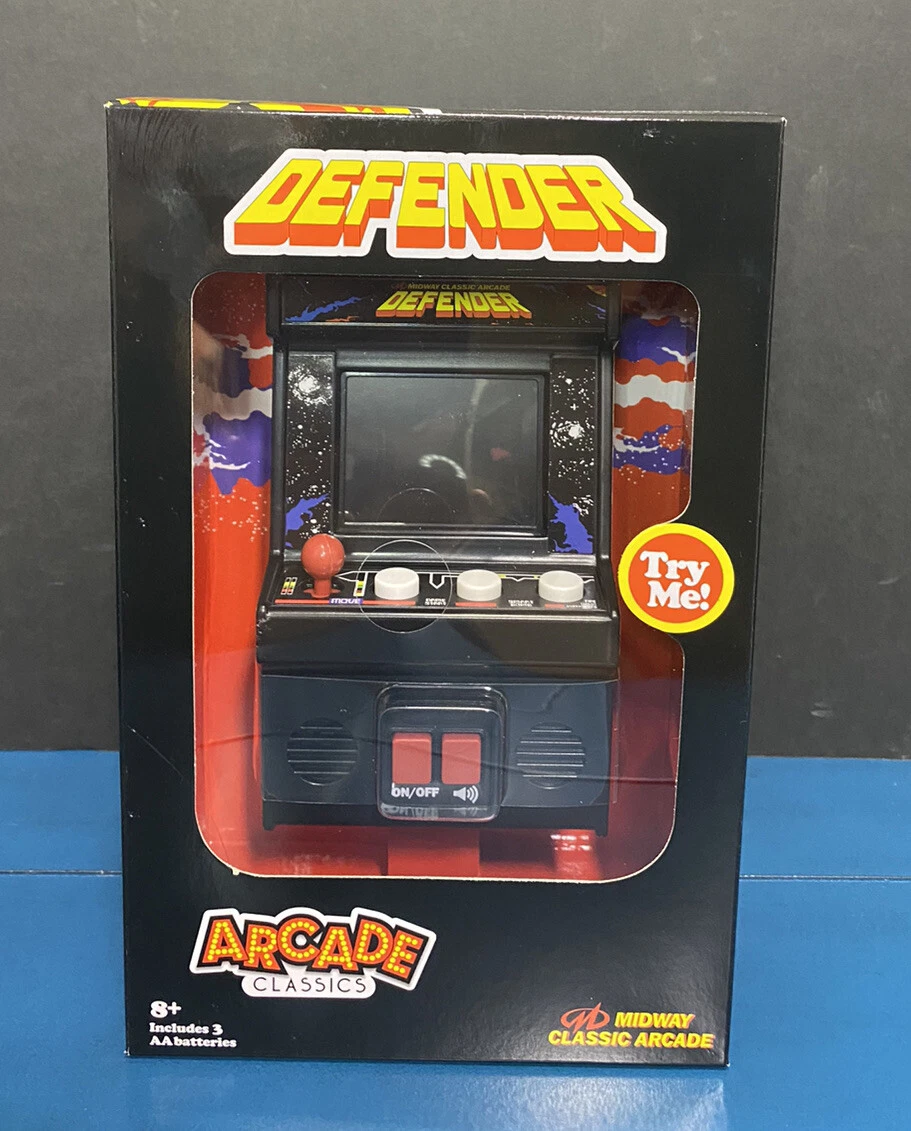 DEFENDER
MIDWAY CLASSIC ARCADE
DEFENDER
Try
Me!
move
ON/OFF
ARCADE
CLASSICS
8+
Includes 3
AA batteries
MIDWAY
CLASSIC ARCADE